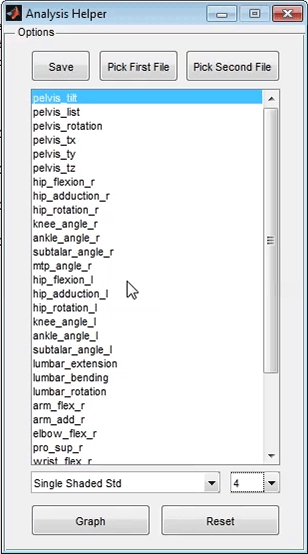 Analysis Helper
Options
Save Pick First File Pick Second File
pelvis_tilt
pelvis_list
pelvis_rotation
pelvis_tx
pelvis_ty
pelvis_tz
hip_flexion_r
hip_adduction_r
hip_rotation_r
knee_angle_r
ankle_angle_r
subtalar_angle_r
mtp_angle_r
hip_flexion_l
hip_adduction_l
hip_rotation_l
knee_angle_l
ankle_angle_l
subtalar_angle_l
lumbar_extension
lumbar_bending
lumbar_rotation
arm_flex_r
arm_add_r
elbow_flex_r
pro_sup_r
wrist_flex_r
Single Shaded Std 4
Graph Reset